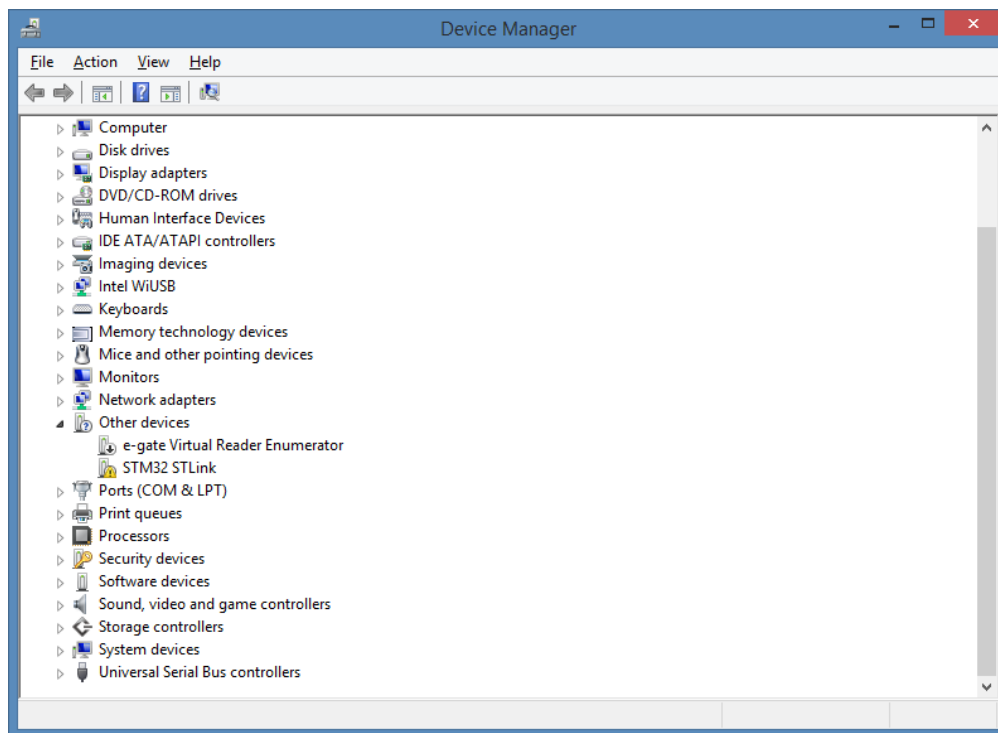 Device Manager
File Action View Help
Computer
Disk drives
Display adapters
DVD/CD-ROM drives
Human Interface Devices
IDE ATA/ATAPI controllers
Imaging devices
Intel WiUSB
Keyboards
Memory technology devices
Mice and other pointing devices
Monitors
Network adapters
Other devices
e-gate Virtual Reader Enumerator
STM32 STLink
Ports (COM & LPT)
Print queues
Processors
Security devices
Software devices
Sound, video and game controllers
Storage controllers
System devices
Universal Serial Bus controllers